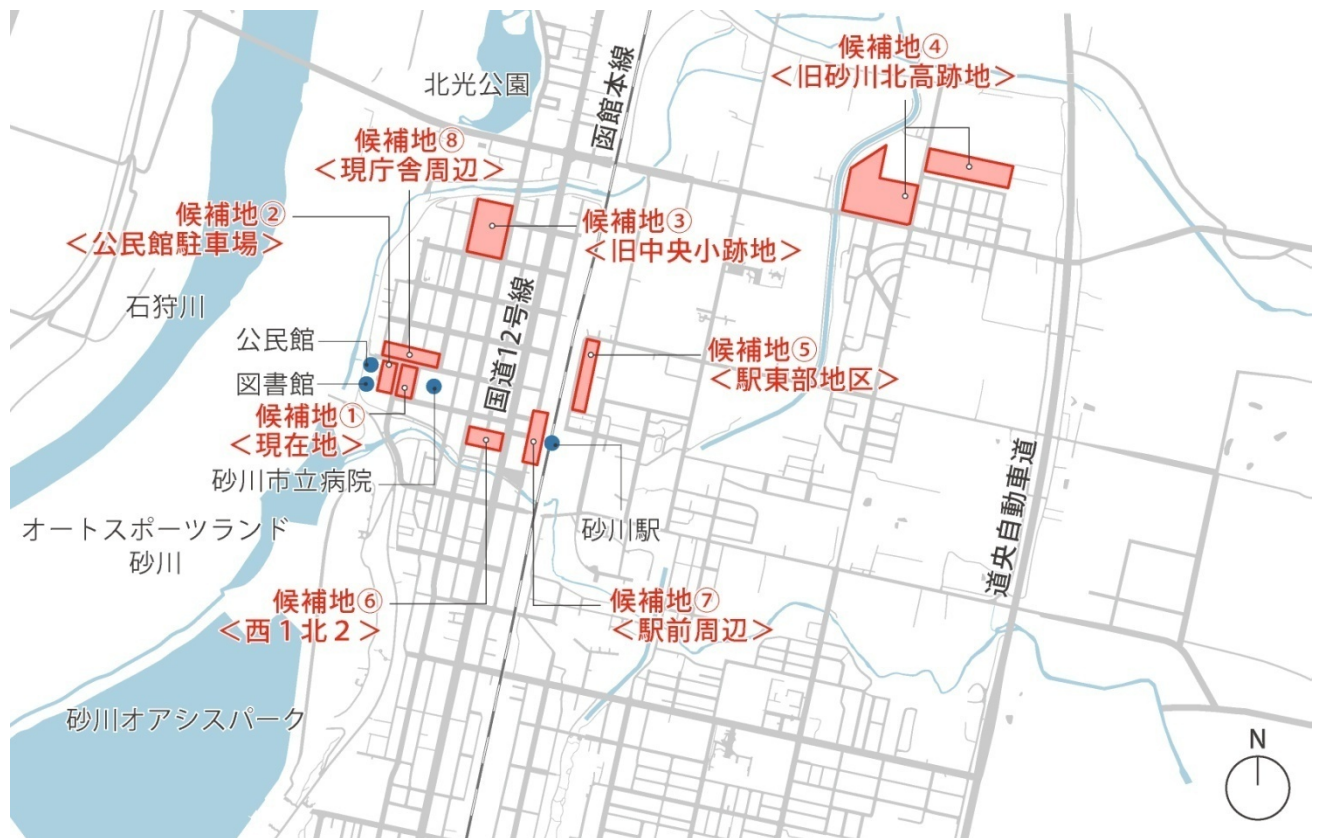 候補地④
＜旧砂川北高跡地＞
北光公園
函館本線
候補地⑧
＜現庁舎周辺＞
候補地②
＜公民館駐車場＞
候補地③
＜旧中央小跡地＞
石狩川
国道12号線
公民館
図書館
候補地⑤
＜駅東部地区＞
候補地①
＜現在地＞
砂川市立病院
オートスポーツランド
砂川
砂川駅
道央自動車道
候補地⑥
＜西１北２＞
候補地⑦
＜駅前周辺＞
砂川オアシスパーク
N